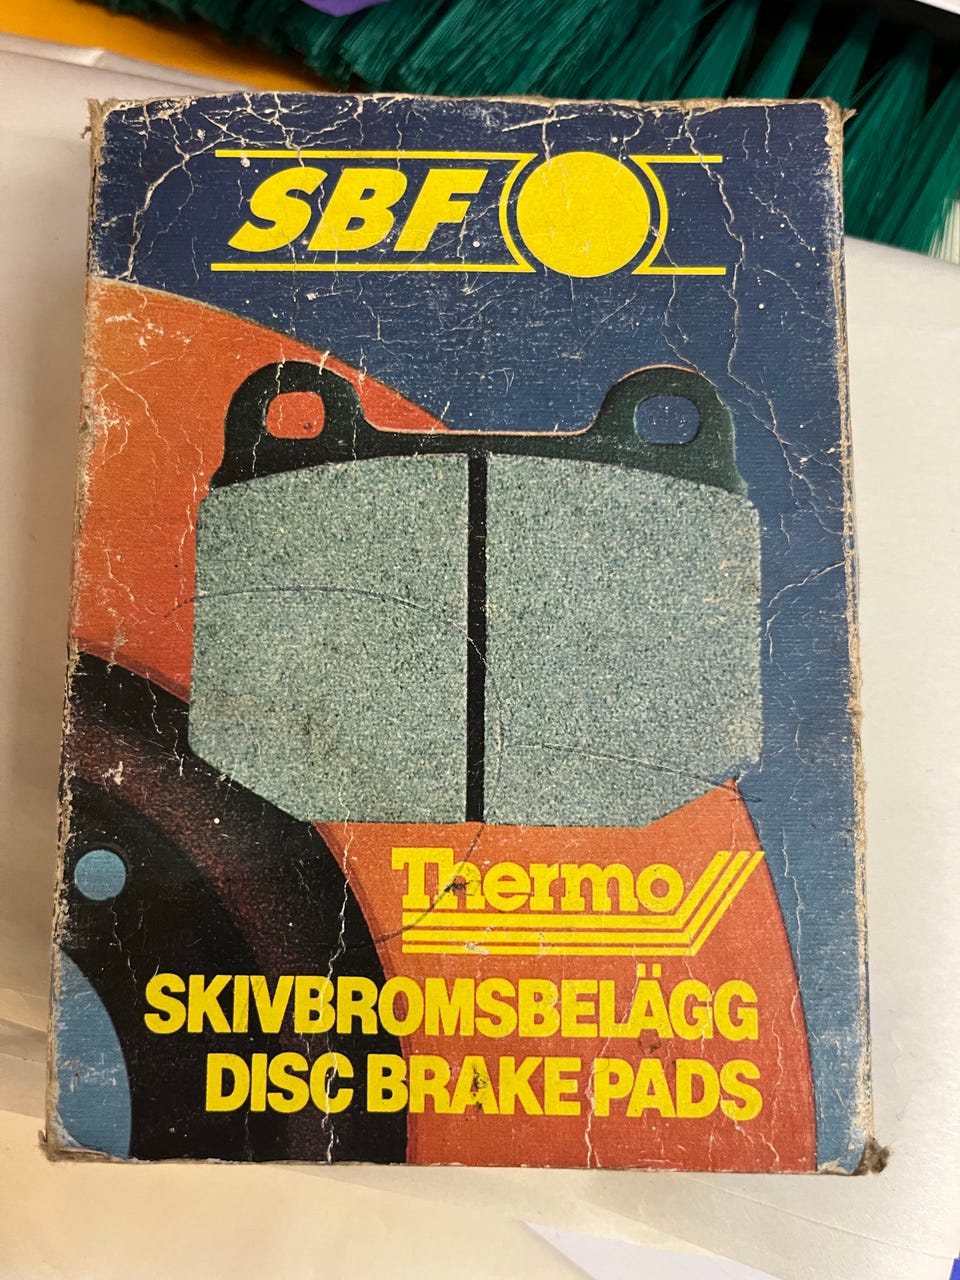 SBF
Thermo
SKIVBROMSBELÄGG
DISC BRAKE PADS